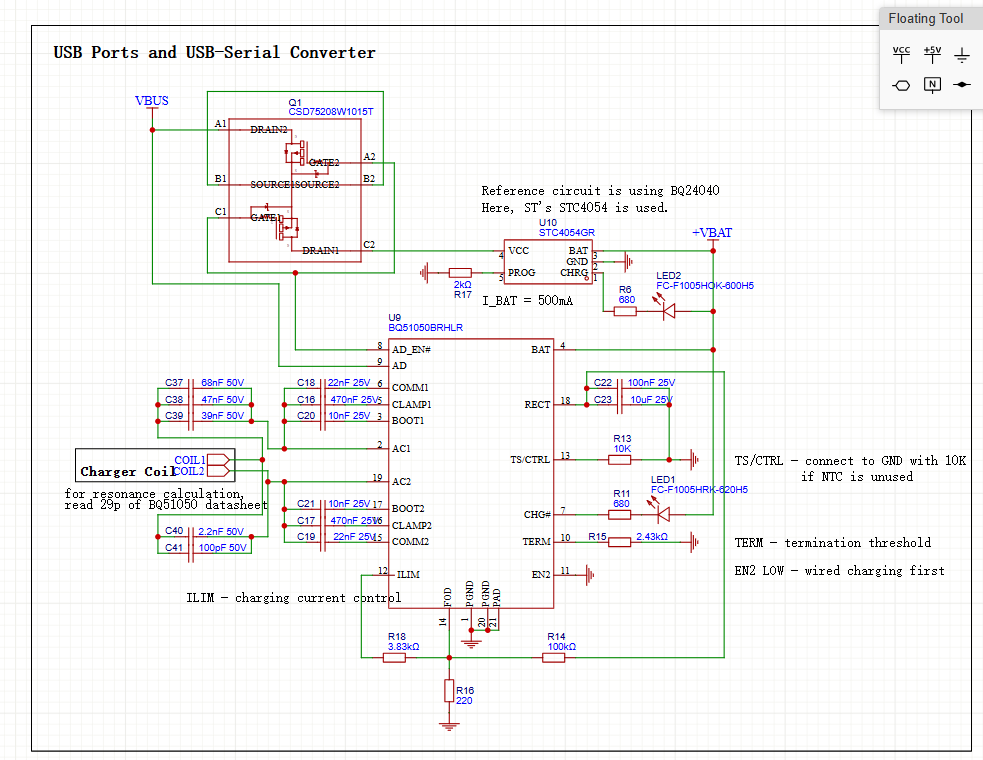 Floating Tool
VCC
+5V
N
USB Ports and USB-Serial Converter
VBUS
Q1
CSD75208W1015T
A1
DRAIN2
GATE2
A2
B1
SOURCE1SOURCE2
B2
C1
GATE1
DRAIN1
C2
Reference circuit is using BQ24040
Here, ST's STC4054 is used.
U10
STC4054GR
+VBAT
4
VCC
BAT
3
GND
2
5
PROG
CHRG
1
2kΩ
R17
I_BAT = 500mA
R6
680
LED2
FC-F1005HOK-600H5
U9
BQ51050BRHLR
8
AD_EN#
BAT
4
9
AD
C37
68nF 50V
C38
47nF 50V
C39
39nF 50V
C18
22nF 25V
6
COMM1
C16
470nF 25V
5
CLAMP1
C20
10nF 25V
3
BOOT1
C22
100nF 25V
C23
10uF 25V
RECT
18
2
AC1
R13
10K
TS/CTRL
13
TS/CTRL - connect to GND with 10K
if NTC is unused
COIL1
COIL2
Charger Coil
for resonance calculation,
read 29p of BQ51050 datasheet
19
AC2
LED1
FC-F1005HRK-620H5
R11
680
C21
10nF 25V
17
BOOT2
C17
470nF 25V
16
CLAMP2
C19
22nF 25V
15
COMM2
CHG#
7
C40
2.2nF 50V
C41
100pF 50V
TERM
10
R15
2.43kΩ
TERM - termination threshold
12
ILIM
EN2
11
EN2 LOW - wired charging first
ILIM - charging current control
FOD
PGND
PGND
PAD
14
1
20
21
R18
3.83kΩ
R14
100kΩ
R16
220